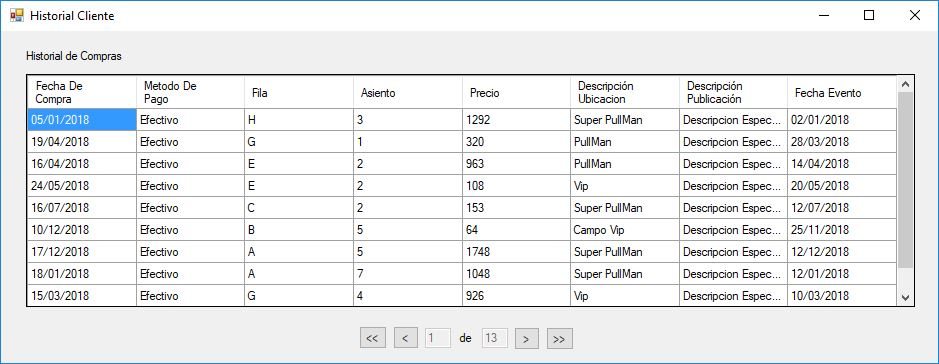 Historial Cliente
Historial de Compras
Fecha De Compra Metodo De Pago Fila Asiento Precio Descripción Ubicacion Descripción Publicación Fecha Evento
05/01/2018 Efectivo H 3 1292 Super PullMan Descripcion Espec... 02/01/2018
19/04/2018 Efectivo G 1 320 PullMan Descripcion Espec... 28/03/2018
16/04/2018 Efectivo E 2 963 PullMan Descripcion Espec... 14/04/2018
24/05/2018 Efectivo E 2 108 Vip Descripcion Espec... 20/05/2018
16/07/2018 Efectivo C 2 153 Super PullMan Descripcion Espec... 12/07/2018
10/12/2018 Efectivo B 5 64 Campo Vip Descripcion Espec... 25/11/2018
17/12/2018 Efectivo A 5 1748 Super PullMan Descripcion Espec... 12/12/2018
18/01/2018 Efectivo A 7 1048 Super PullMan Descripcion Espec... 12/01/2018
15/03/2018 Efectivo G 4 926 Vip Descripcion Espec... 10/03/2018
<< < 1 de 13 > >>